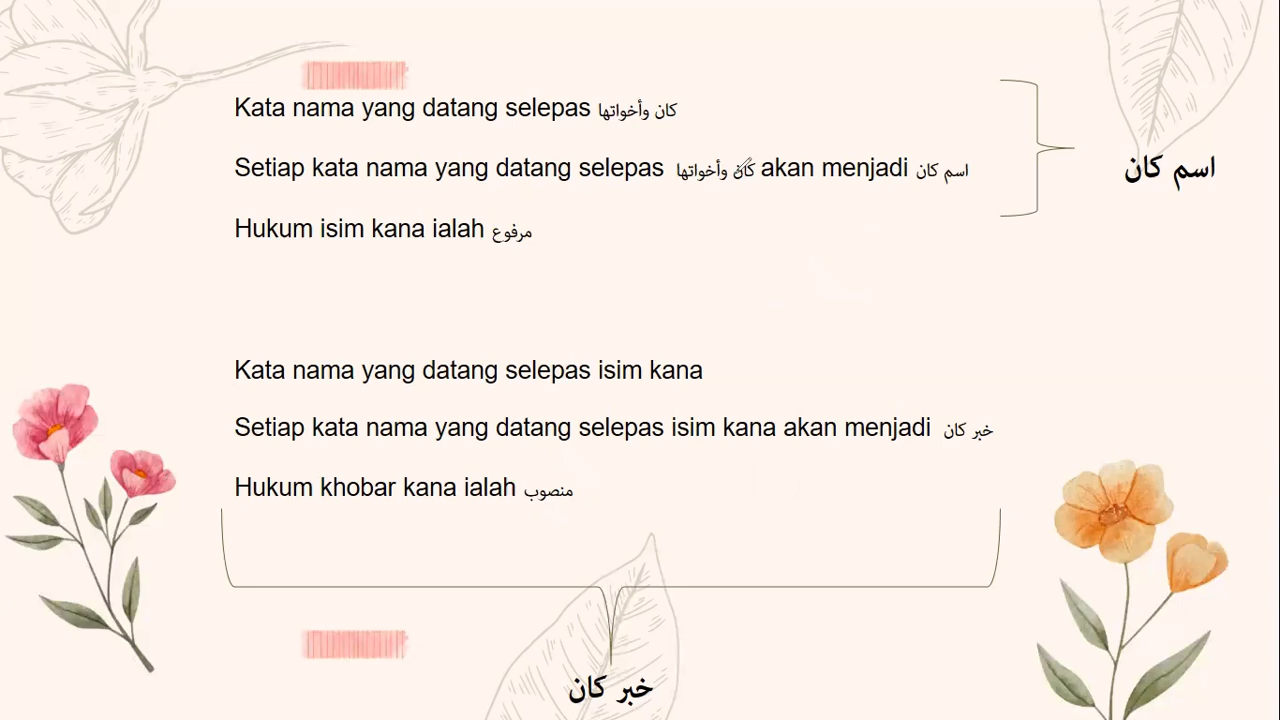 Kata nama yang datang selepas كان وأخواتها
Setiap kata nama yang datang selepas كان وأخواتها akan menjadi اسم كان
Hukum isim kana ialah مرفوع
اسم كان
Kata nama yang datang selepas isim kana
Setiap kata nama yang datang selepas isim kana akan menjadi خبر كان
Hukum khobar kana ialah منصوب
خبر كان